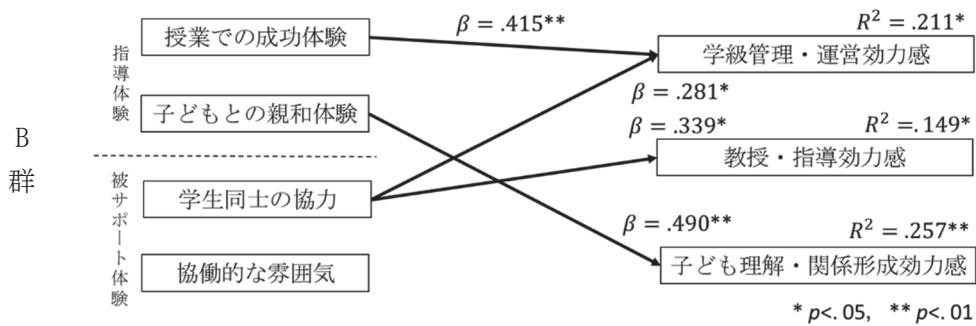 B
群
指導体験
被サポート体験
授業での成功体験
子どもとの親和体験
学生同士の協力
協働的な雰囲気
β = .415**
R² = .211*
学級管理・運営効力感
β = .281*
β = .339*
R² = .149*
教授・指導効力感
β = .490**
R² = .257**
子ども理解・関係形成効力感
* p<. 05, ** p<. 01